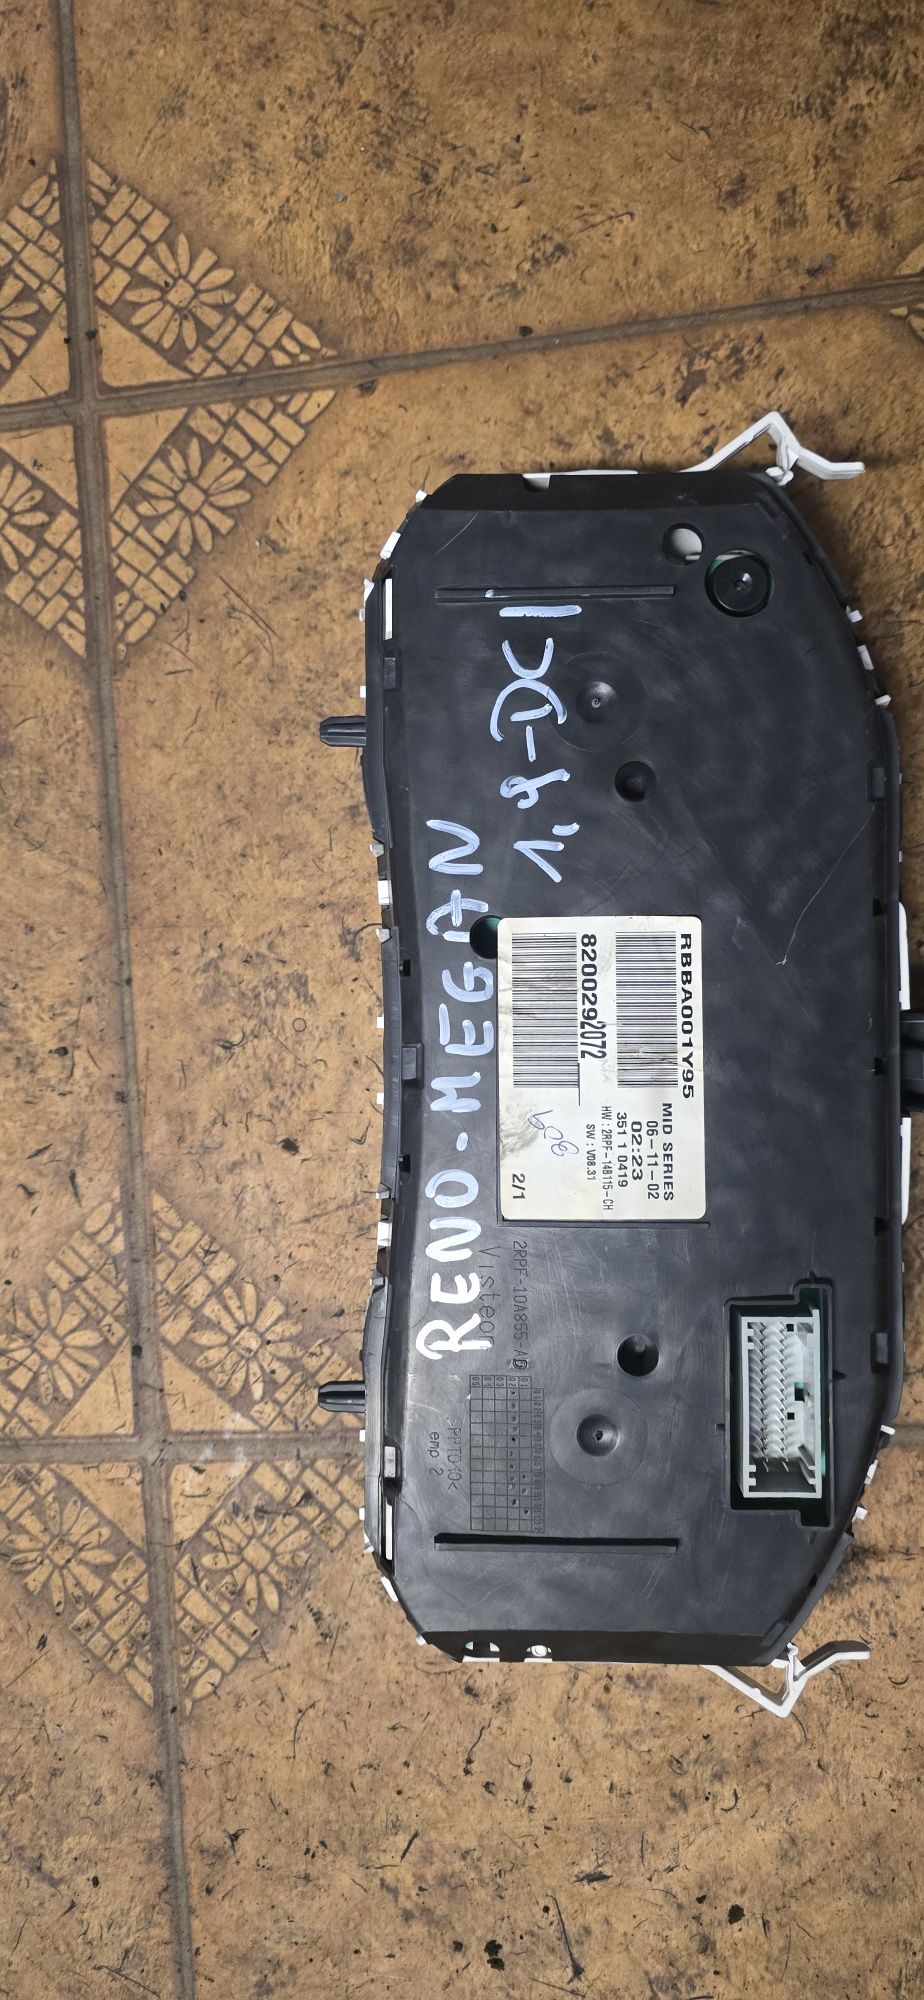 RENO-MEGAN
1,9-DCI
RBBA001Y95
8200292072
MID SERIES
06-11-02
02:23
351 1 0419
HW : 2RPF-14B115-CH
SW : V08.31
2/1
2RPF-10A855-AD
Visteon
>PPTD40<
emp 2